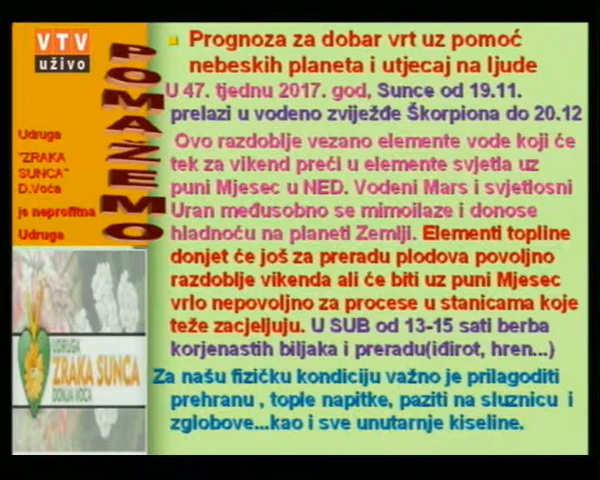 VTV
uživo
POMAŽEMO
Udruga
"ZRAKA
SUNCA"
D.Voća
je neprofitna
Udruga
UDRUGA
ZRAKA SUNCA
DONJA VOĆA
Prognoza za dobar vrt uz pomoć
nebeskih planeta i utjecaj na ljude
U 47. tjednu 2017. god, Sunce od 19.11.
prelazi u vodeno zviježđe Škorpiona do 20.12
Ovo razdoblje vezano elemente vode koji će
tek za vikend preći u elemente svjetla uz
puni Mjesec u NED. Vodeni Mars i svjetlosni
Uran međusobno se mimoilaze i donose
hladnoću na planeti Zemlji. Elementi topline
donjet će još za preradu plodova povoljno
razdoblje vikenda ali će biti uz puni Mjesec
vrlo nepovoljno za procese u stanicama koje
teže zacjeljuju. U SUB od 13-15 sati berba
korjenastih biljaka i preradu(iđirot, hren...)
Za našu fizičku kondiciju važno je prilagoditi
prehranu , tople napitke, paziti na sluznicu i
zglobove...kao i sve unutarnje kiseline.